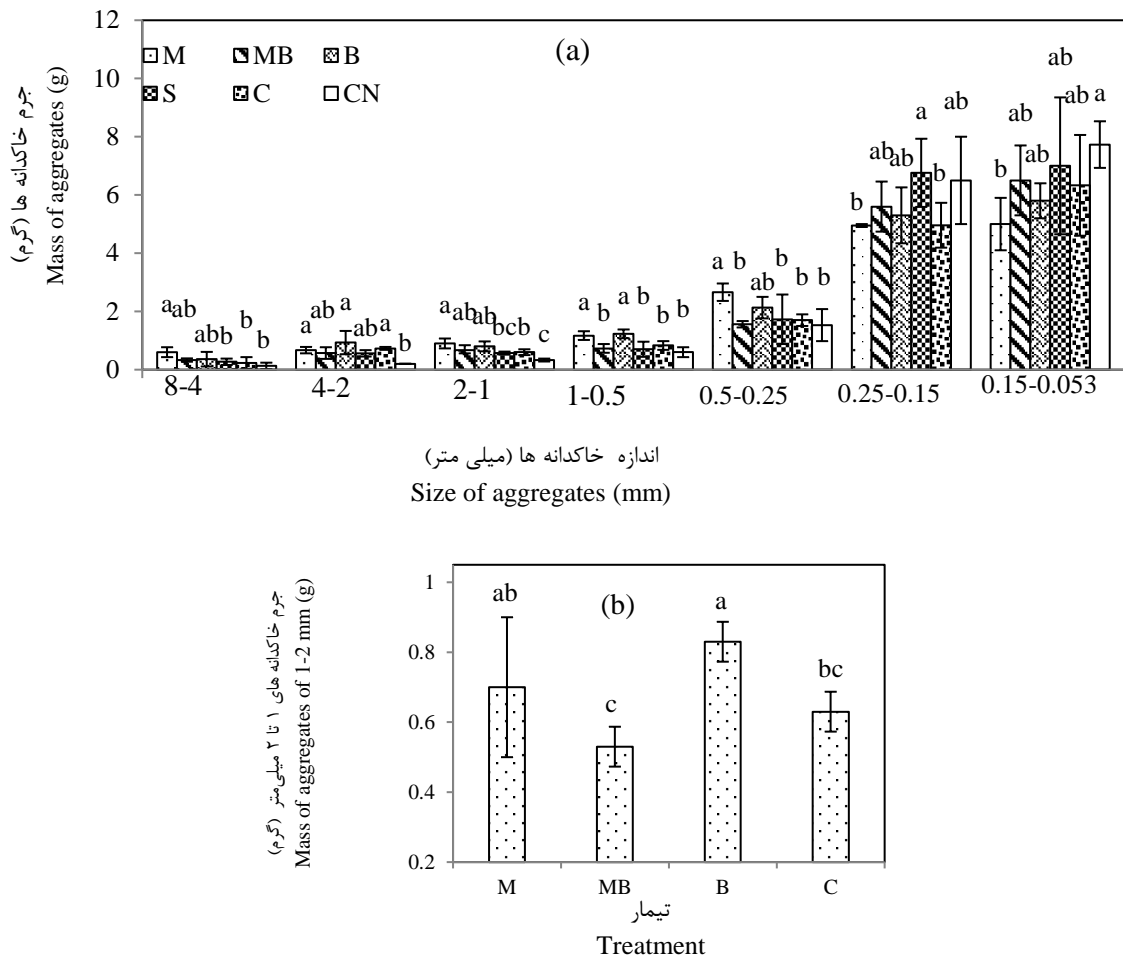 12
10
8
6
4
2
0
جرم خاکدانه ها (گرم)
Mass of aggregates (g)
(a)
M MB B
S C CN
a ab ab b b b
a ab a ab a b
a ab ab bc b c
a b a b b b
a b ab b b b
b ab ab a b ab
b ab ab ab ab a
8-4 4-2 2-1 1-0.5 0.5-0.25 0.25-0.15 0.15-0.053
اندازه خاکدانه ها (میلی متر)
Size of aggregates (mm)
1
0.8
0.6
0.4
0.2
جرم خاکدانه های ۱ تا ۲ میلی‌متر (گرم)
Mass of aggregates of 1-2 mm (g)
(b)
ab c a bc
M MB B C
تیمار
Treatment